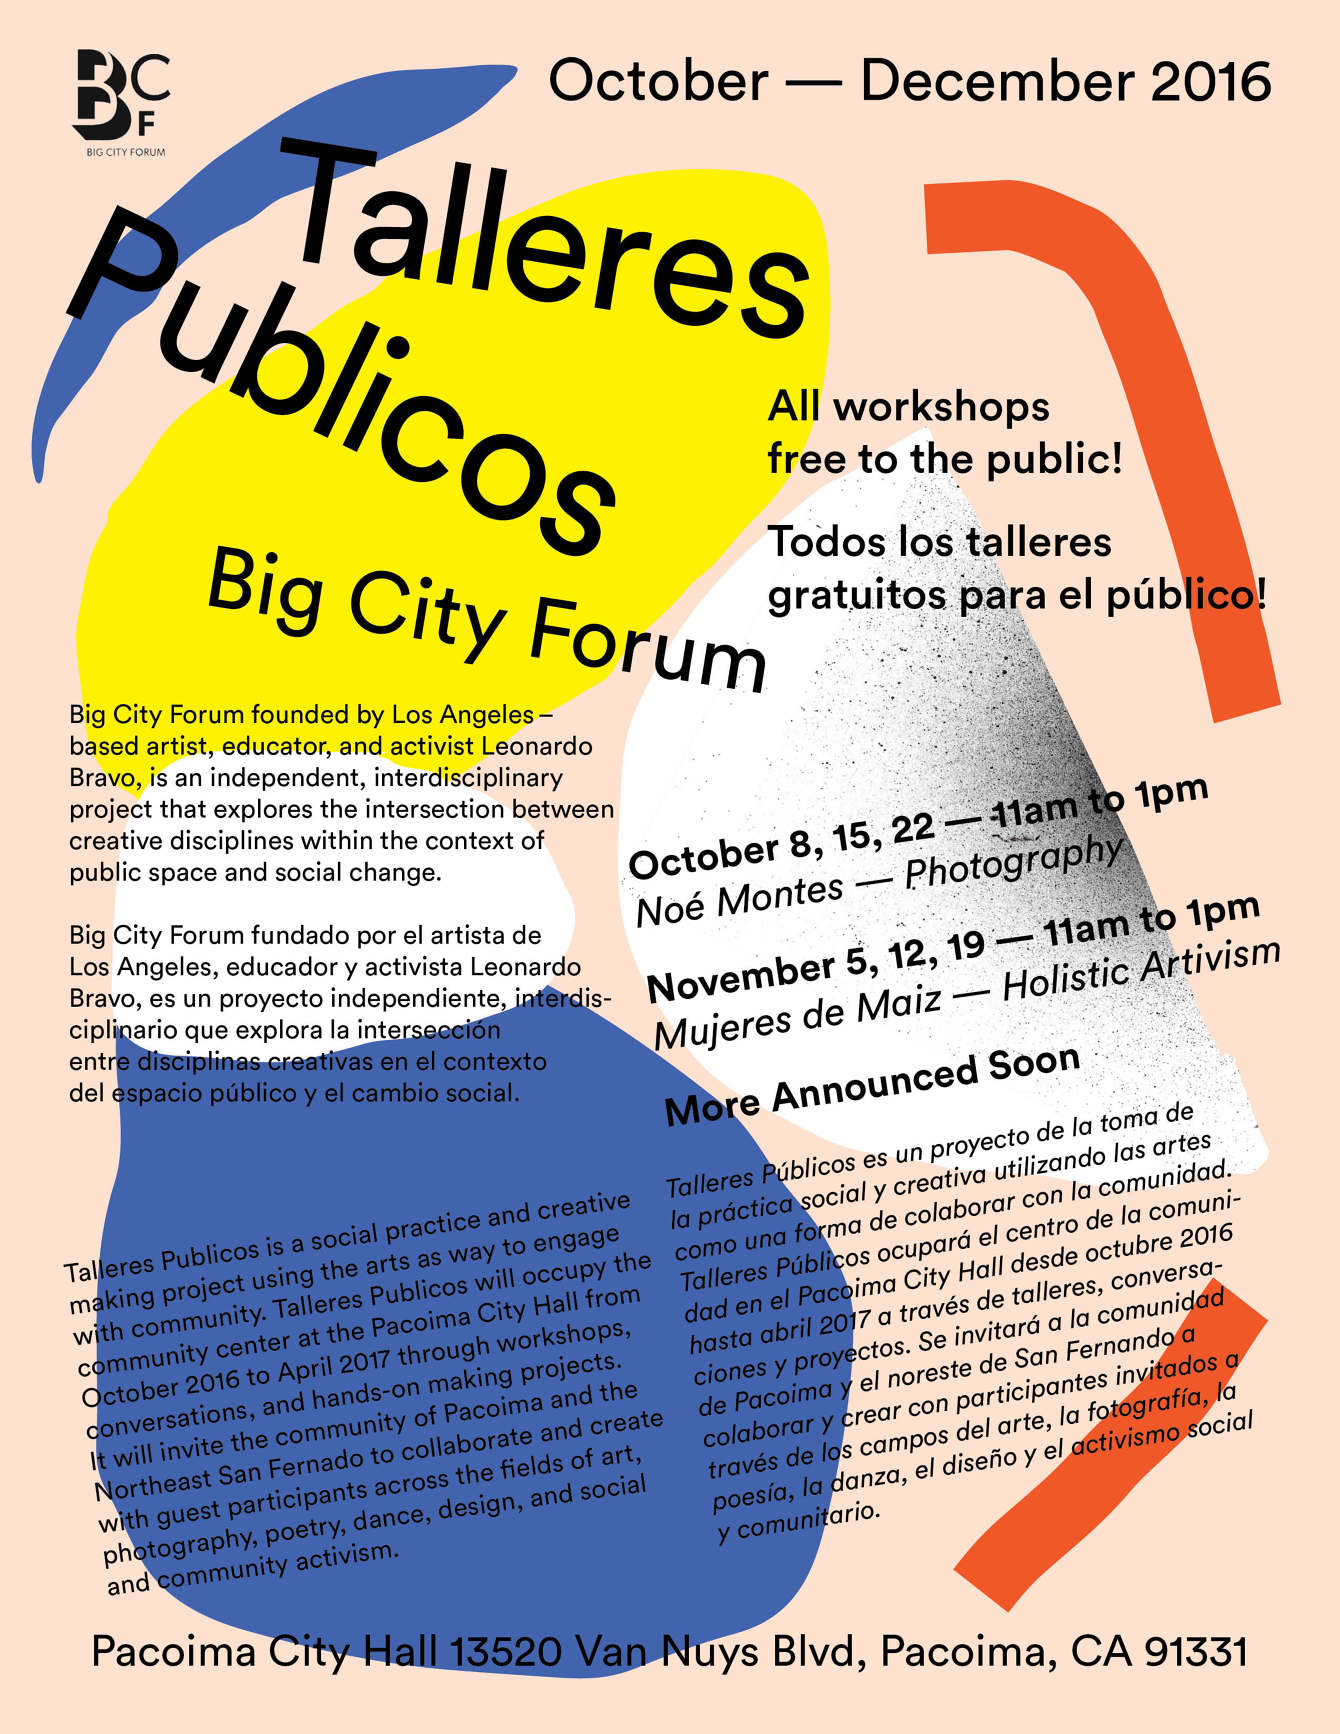 BCF
BIG CITY FORUM
October — December 2016
Talleres
Publicos
Big City Forum
All workshops
free to the public!
Todos los talleres
gratuitos para el público!
Big City Forum founded by Los Angeles –
based artist, educator, and activist Leonardo
Bravo, is an independent, interdisciplinary
project that explores the intersection between
creative disciplines within the context of
public space and social change.
Big City Forum fundado por el artista de
Los Angeles, educador y activista Leonardo
Bravo, es un proyecto independiente, interdis-
ciplinario que explora la intersección
entre disciplinas creativas en el contexto
del espacio público y el cambio social.
October 8, 15, 22 — 11am to 1pm
Noé Montes — Photography
November 5, 12, 19 — 11am to 1pm
Mujeres de Maiz — Holistic Artivism
More Announced Soon
Talleres Publicos is a social practice and creative
making project using the arts as way to engage
with community. Talleres Publicos will occupy the
community center at the Pacoima City Hall from
October 2016 to April 2017 through workshops,
conversations, and hands-on making projects.
It will invite the community of Pacoima and the
Northeast San Fernado to collaborate and create
with guest participants across the fields of art,
photography, poetry, dance, design, and social
and community activism.
Talleres Públicos es un proyecto de la toma de
la práctica social y creativa utilizando las artes
como una forma de colaborar con la comunidad.
Talleres Públicos ocupará el centro de la comuni-
dad en el Pacoima City Hall desde octubre 2016
hasta abril 2017 a través de talleres, conversa-
ciones y proyectos. Se invitará a la comunidad
de Pacoima y el noreste de San Fernando a
colaborar y crear con participantes invitados a
través de los campos del arte, la fotografía, la
poesía, la danza, el diseño y el activismo social
y comunitario.
Pacoima City Hall 13520 Van Nuys Blvd, Pacoima, CA 91331